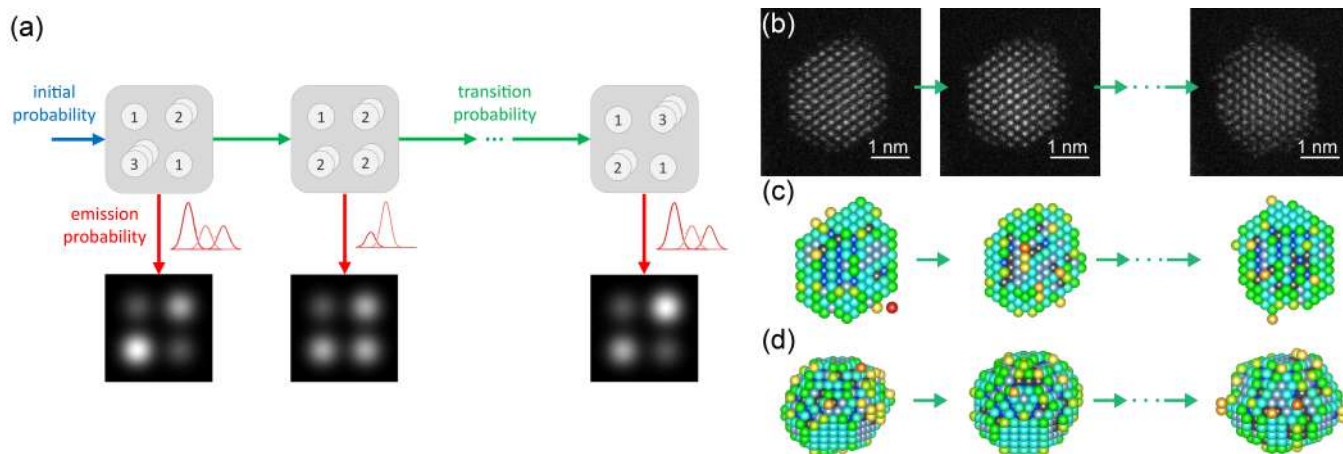 (a)
initial
probability
1 2
3 1
1 2
2 2
transition
probability
...
1 3
2 1
emission
probability
(b)
1 nm
1 nm
1 nm
(c)
(d)